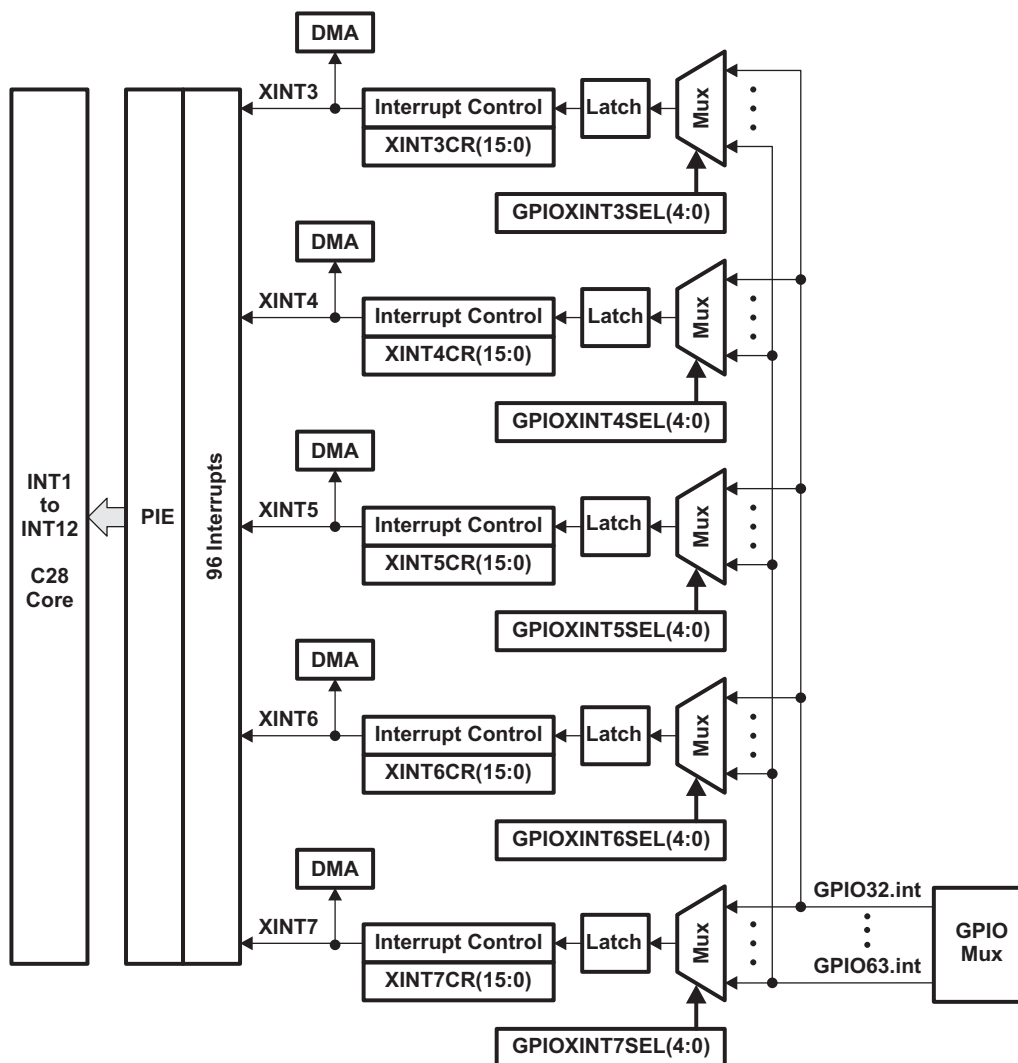 DMA
XINT3
Interrupt Control
XINT3CR(15:0)
Latch
Mux
GPIOXINT3SEL(4:0)
DMA
XINT4
Interrupt Control
XINT4CR(15:0)
Latch
Mux
GPIOXINT4SEL(4:0)
INT1
to
INT12
C28
Core
PIE
96 Interrupts
DMA
XINT5
Interrupt Control
XINT5CR(15:0)
Latch
Mux
GPIOXINT5SEL(4:0)
DMA
XINT6
Interrupt Control
XINT6CR(15:0)
Latch
Mux
GPIOXINT6SEL(4:0)
DMA
XINT7
Interrupt Control
XINT7CR(15:0)
Latch
Mux
GPIOXINT7SEL(4:0)
GPIO32.int
GPIO63.int
GPIO
Mux